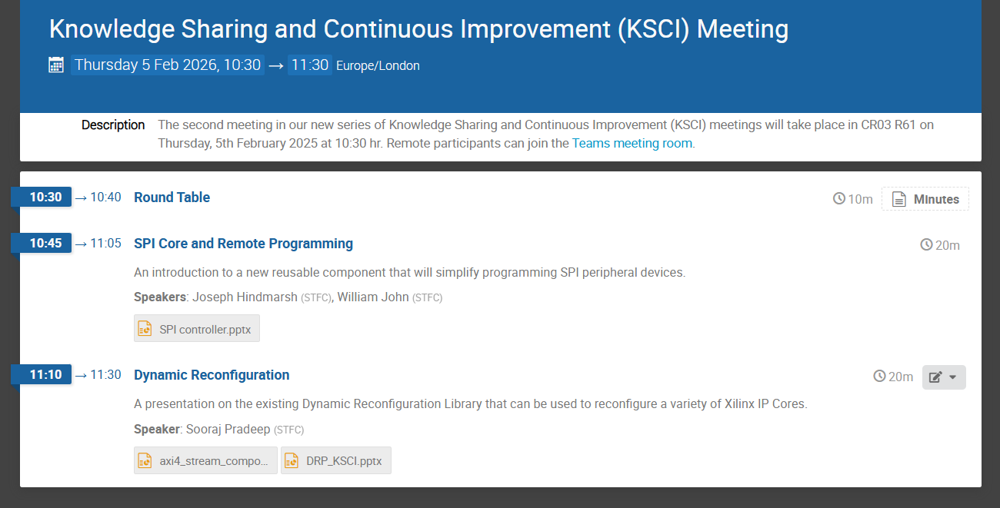 Knowledge Sharing and Continuous Improvement (KSCI) Meeting
Thursday 5 Feb 2026, 10:30 → 11:30 Europe/London
Description The second meeting in our new series of Knowledge Sharing and Continuous Improvement (KSCI) meetings will take place in CR03 R61 on
Thursday, 5th February 2025 at 10:30 hr. Remote participants can join the Teams meeting room.
10:30 → 10:40 Round Table 10m Minutes
10:45 → 11:05 SPI Core and Remote Programming 20m
An introduction to a new reusable component that will simplify programming SPI peripheral devices.
Speakers: Joseph Hindmarsh (STFC), William John (STFC)
SPI controller.pptx
11:10 → 11:30 Dynamic Reconfiguration 20m
A presentation on the existing Dynamic Reconfiguration Library that can be used to reconfigure a variety of Xilinx IP Cores.
Speaker: Sooraj Pradeep (STFC)
axi4_stream_compo... DRP_KSCI.pptx